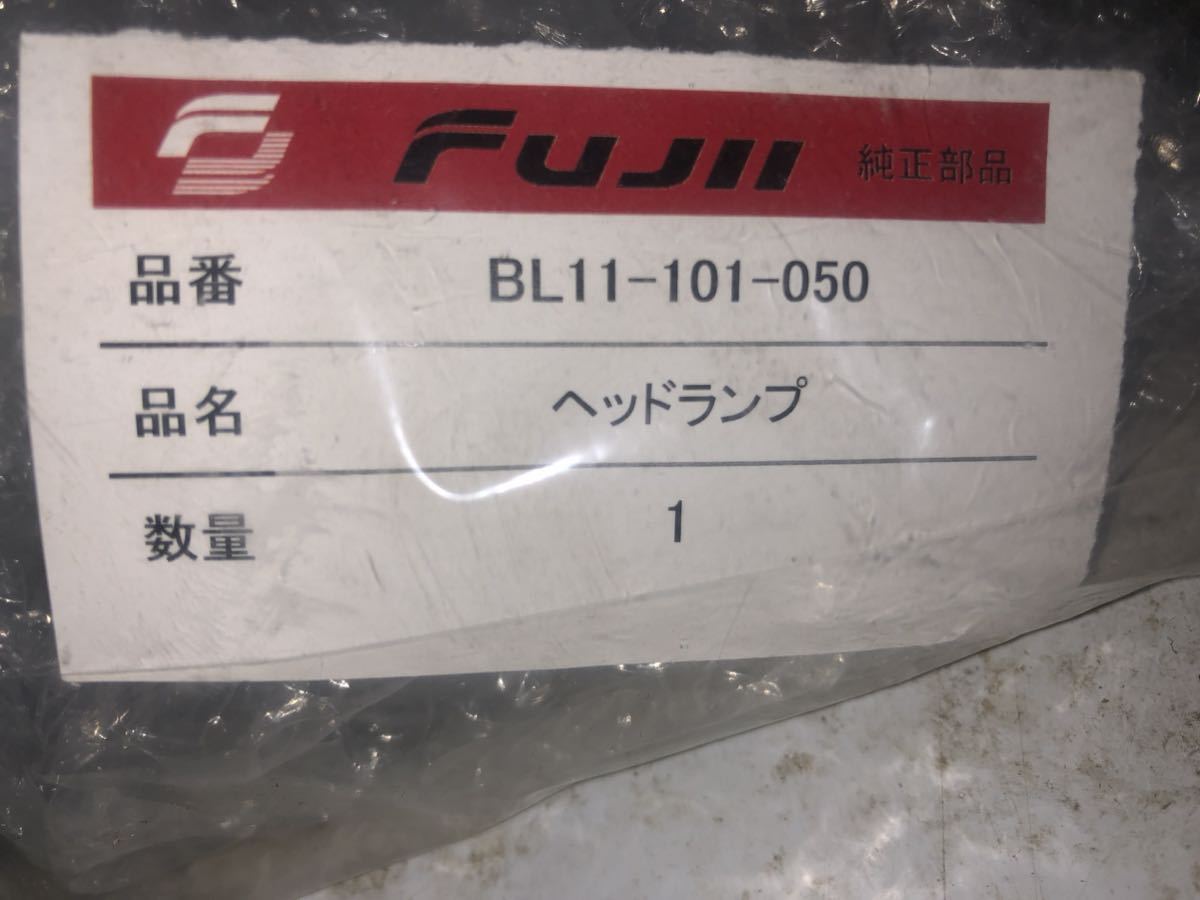 FUJII 純正部品
品番 BL11-101-050
品名 ヘッドランプ
数量 1